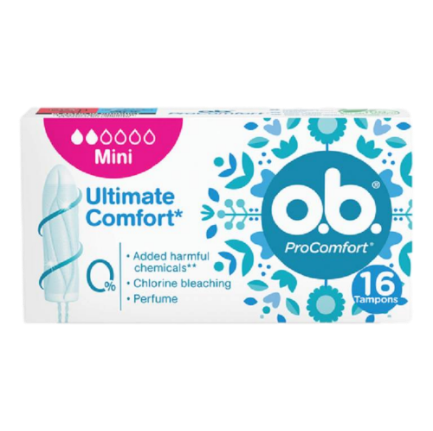 Mini
Ultimate
Comfort*
0%
• Added harmful
chemicals**
• Chlorine bleaching
• Perfume
o.b.®
ProComfort*
16
Tampons